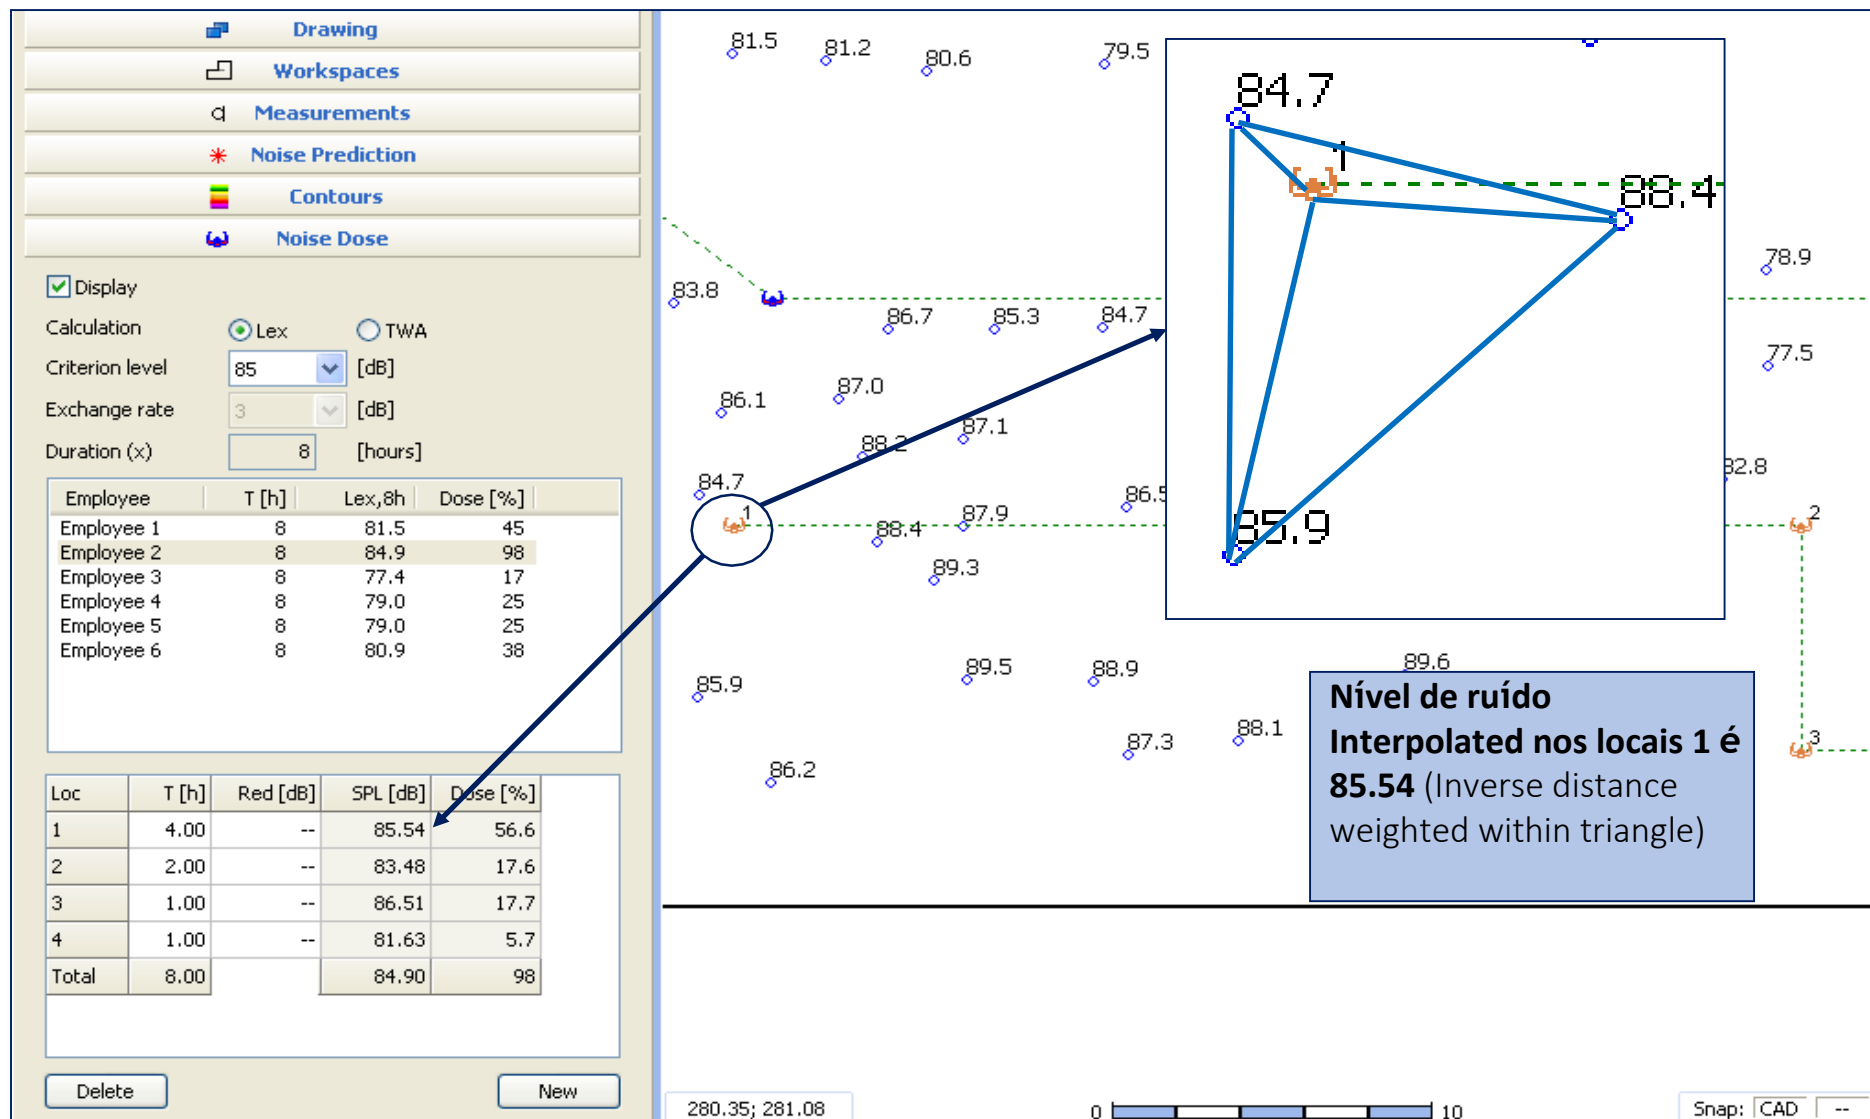 Drawing
Workspaces
Measurements
Noise Prediction
Contours
Noise Dose
Display
Calculation Lex TWA
Criterion level 85 [dB]
Exchange rate 3 [dB]
Duration (x) 8 [hours]
Employee T [h] Lex,8h Dose [%]
Employee 1 8 81.5 45
Employee 2 8 84.9 98
Employee 3 8 77.4 17
Employee 4 8 79.0 25
Employee 5 8 79.0 25
Employee 6 8 80.9 38
Loc T [h] Red [dB] SPL [dB] Dose [%]
1 4.00 -- 85.54 56.6
2 2.00 -- 83.48 17.6
3 1.00 -- 86.51 17.7
4 1.00 -- 81.63 5.7
Total 8.00 84.90 98
Delete New
81.5 81.2 80.6 79.5
83.8 86.7 85.3 84.7
78.9
77.5
86.1 87.0
88.2 87.1
84.7 86.5 82.8
1 88.4 87.9 2
89.3
85.9 89.5 88.9 89.6
86.2 87.3 88.1 3
84.7
1
88.4
85.9
Nível de ruído
Interpolated nos locais 1 é
85.54 (Inverse distance
weighted within triangle)
280.35; 281.08 0 10 Snap: CAD --